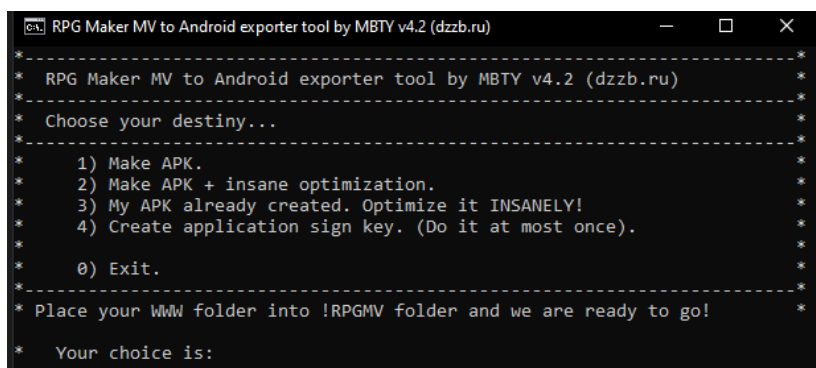 RPG Maker MV to Android exporter tool by MBTY v4.2 (dzzb.ru)
*-----------------------------------------------------------*
* RPG Maker MV to Android exporter tool by MBTY v4.2 (dzzb.ru) *
*-----------------------------------------------------------*
* Choose your destiny... *
*-----------------------------------------------------------*
* 1) Make APK. *
* 2) Make APK + insane optimization. *
* 3) My APK already created. Optimize it INSANELY! *
* 4) Create application sign key. (Do it at most once). *
* *
* 0) Exit. *
*-----------------------------------------------------------*
* Place your WWW folder into !RPGMV folder and we are ready to go! *
* Your choice is: